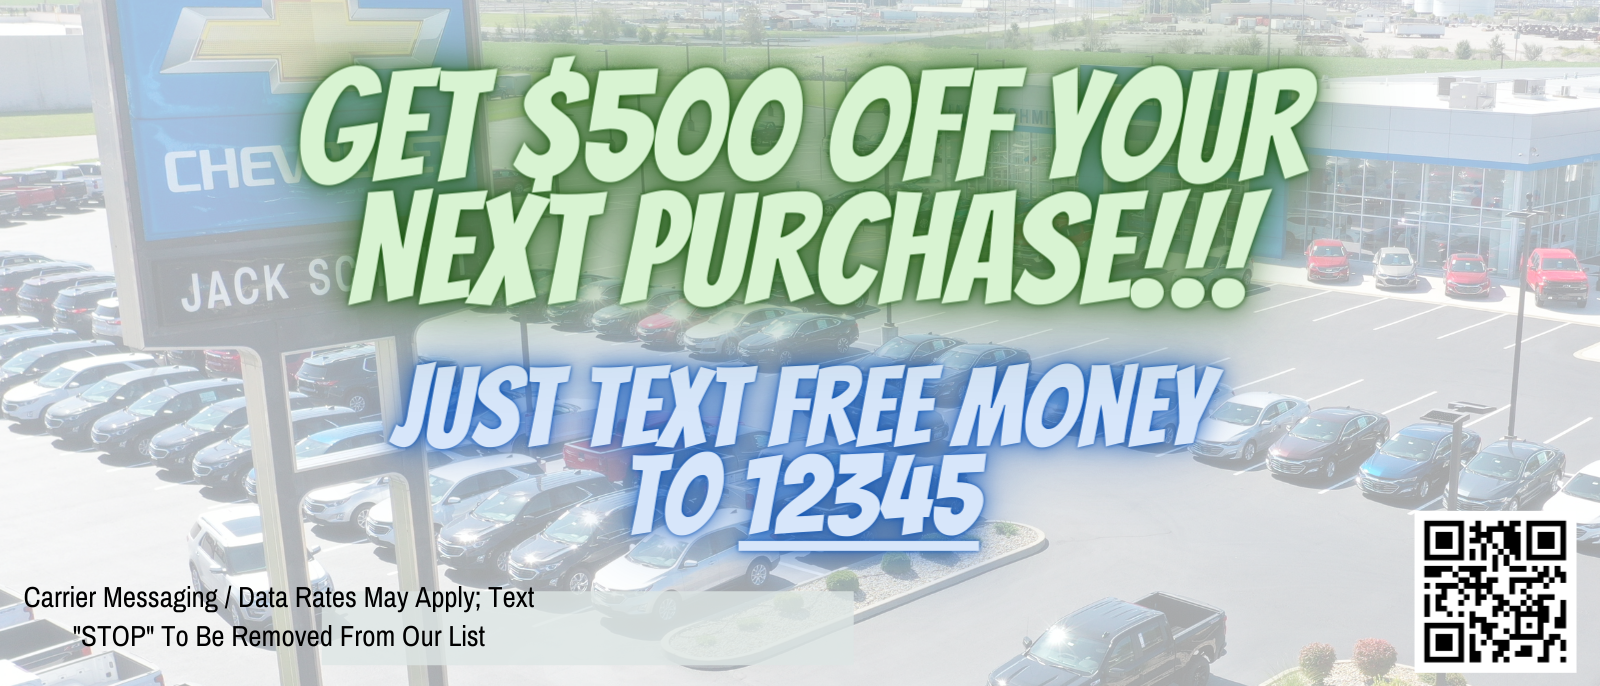 GET $500 OFF YOUR
NEXT PURCHASE!!!
CHEV
JACK SC
JUST TEXT FREE MONEY
TO 12345
Carrier Messaging / Data Rates May Apply; Text
"STOP" To Be Removed From Our List